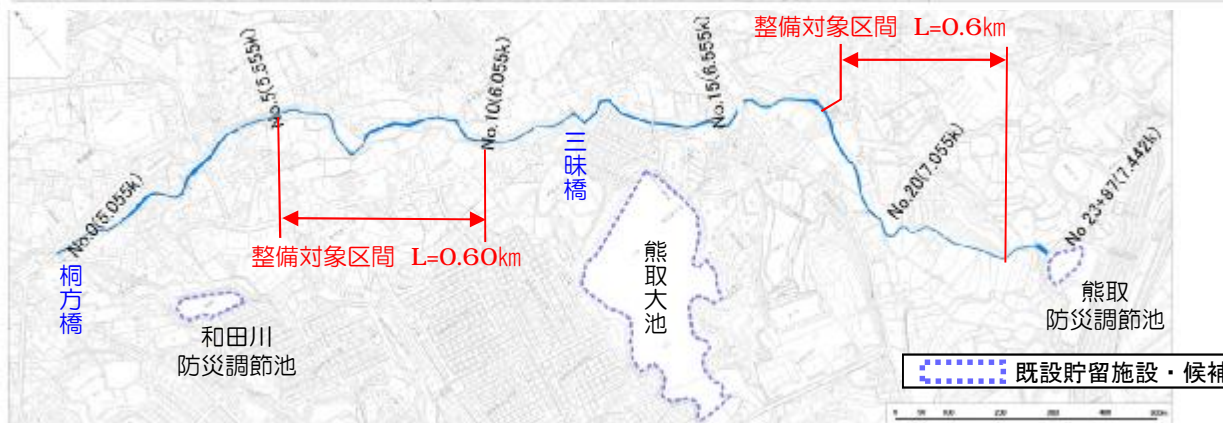 整備対象区間 L=0.6㎞
No.5(5.555k)
No.10(6.055k)
No.15(6.555k)
三昧橋
No.0(5.055k)
No.20(7.055k)
No 23+87(7.442k)
整備対象区間 L=0.60㎞
桐方橋
熊取大池
和田川
防災調節池
熊取
防災調節池
既設貯留施設・候補